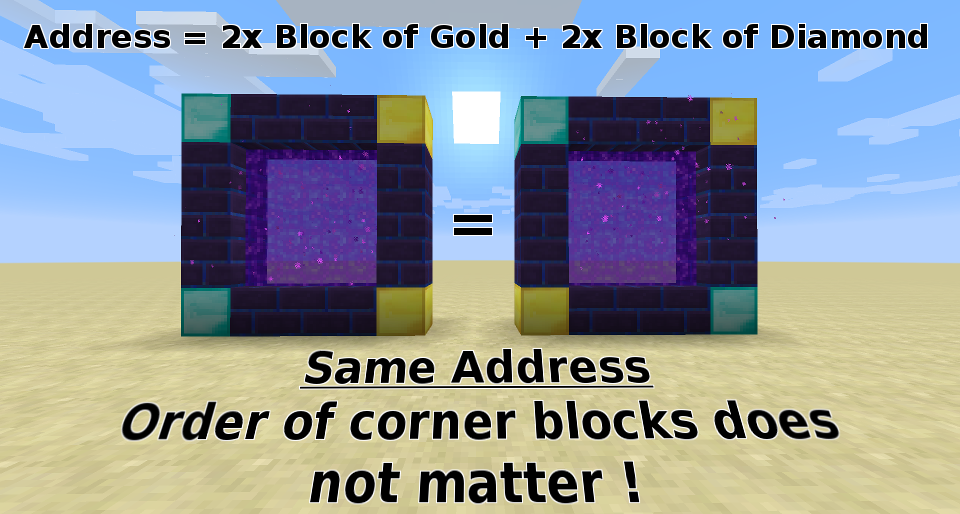 Address = 2x Block of Gold + 2x Block of Diamond
=
Same Address
Order of corner blocks does
not matter !